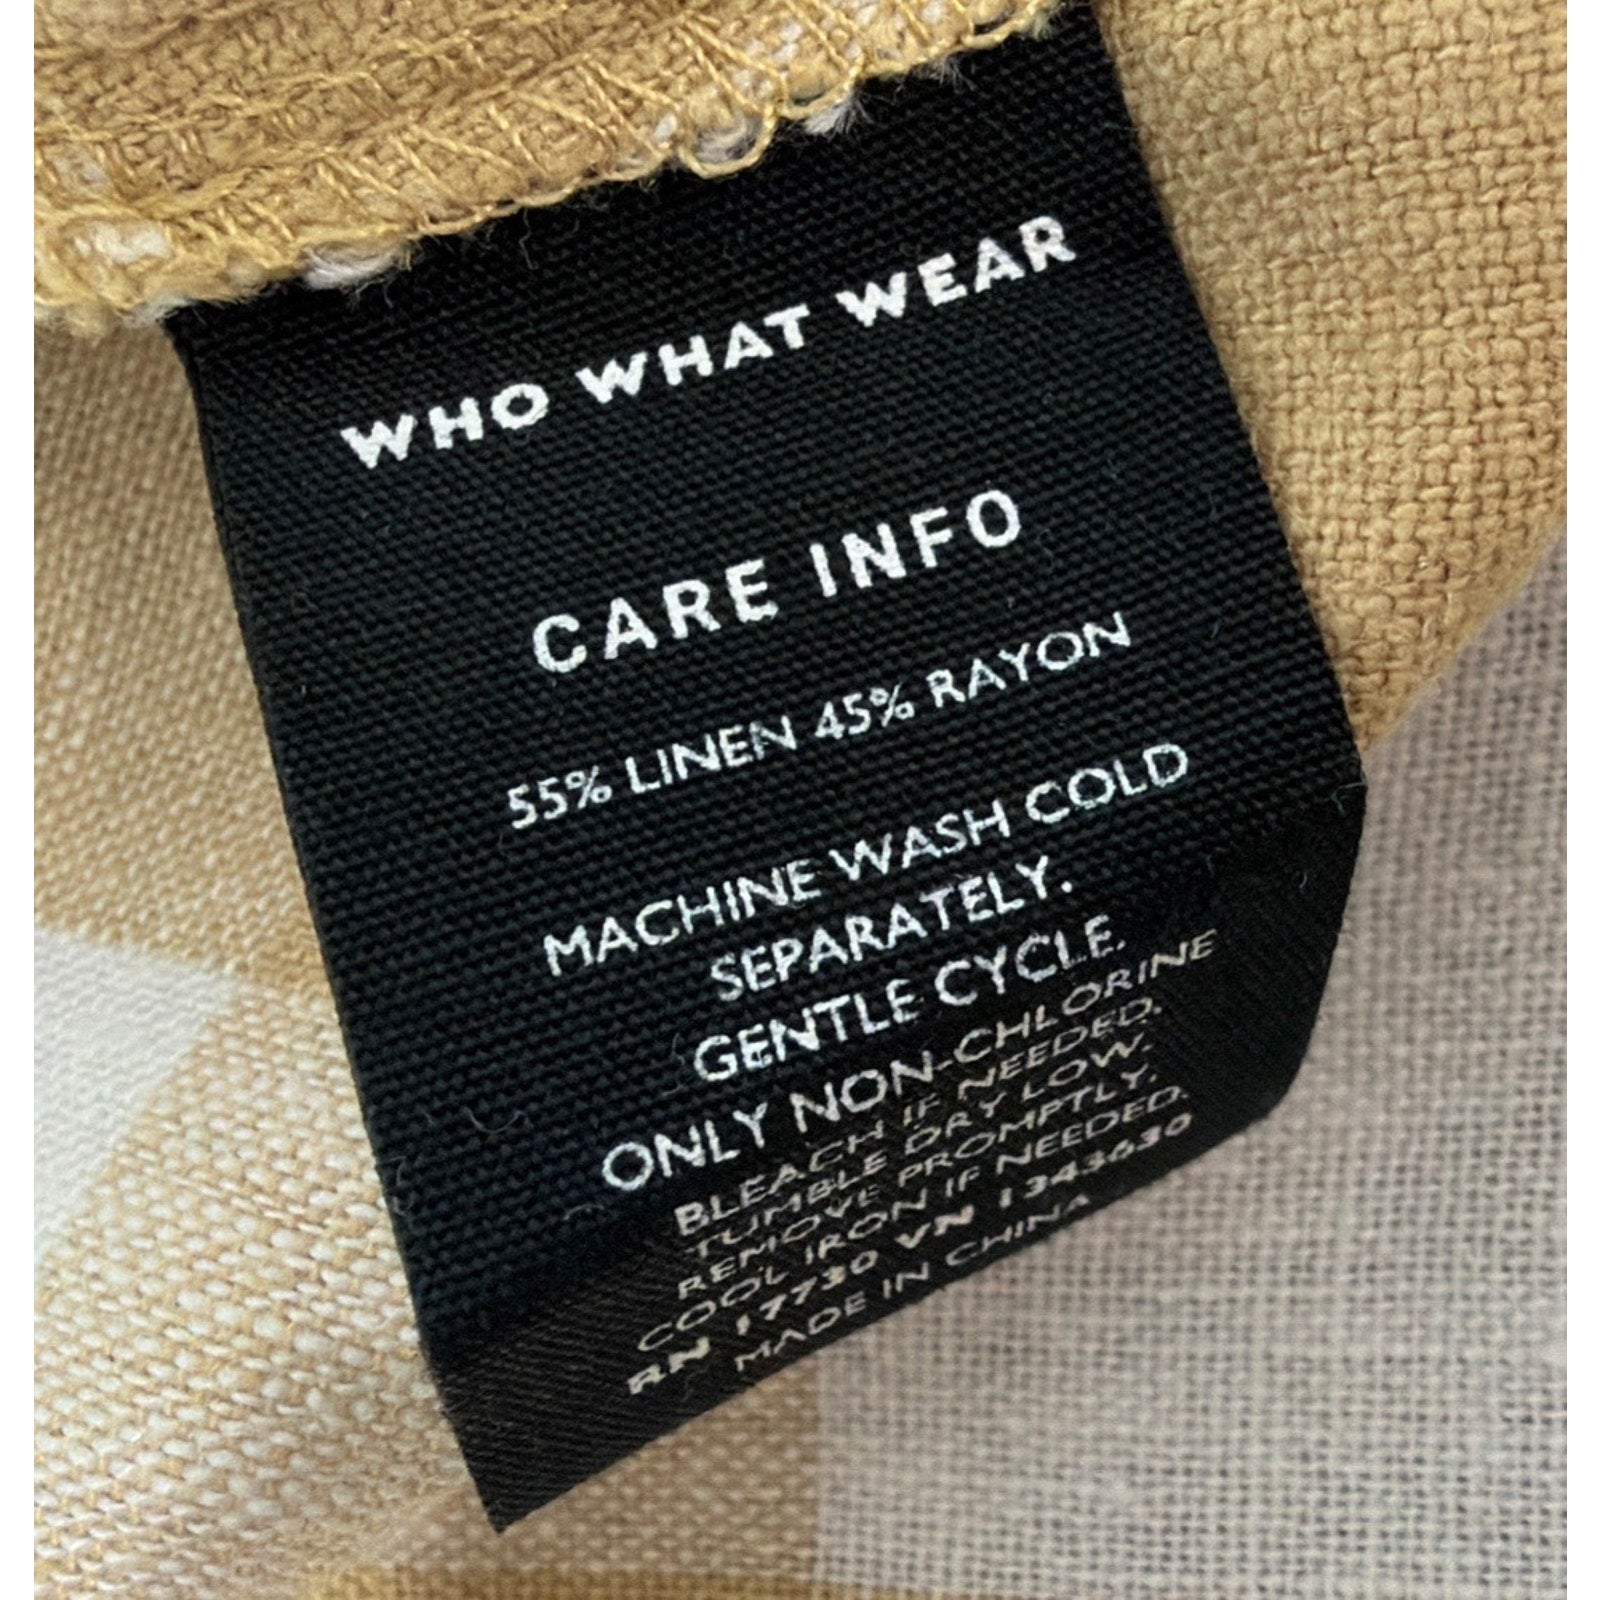 WHO WHAT WEAR
CARE INFO
55% LINEN 45% RAYON
MACHINE WASH COLD
SEPARATELY.
GENTLE CYCLE.
ONLY NON-CHLORINE
BLEACH IF NEEDED.
TUMBLE DRY LOW.
REMOVE PROMPTLY.
COOL IRON IF NEEDED.
RN 17730 VN 1343630
MADE IN CHINA